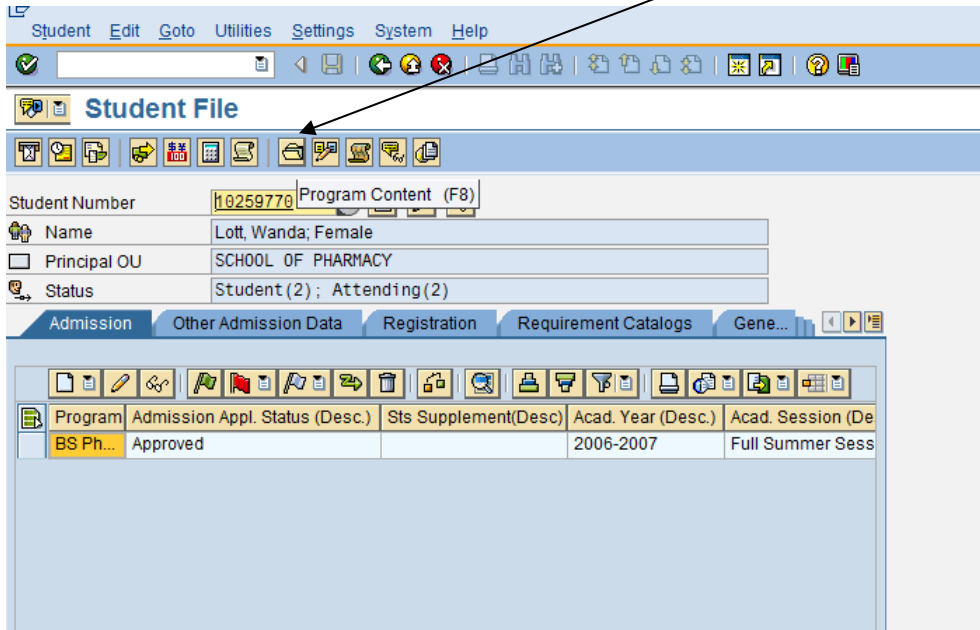 Student Edit Goto Utilities Settings System Help
Student File
Student Number 10259770 Program Content (F8)
Name Lott, Wanda; Female
Principal OU SCHOOL OF PHARMACY
Status Student(2); Attending(2)
Admission Other Admission Data Registration Requirement Catalogs Gene...
Program Admission Appl. Status (Desc.) Sts Supplement(Desc) Acad. Year (Desc.) Acad. Session (De
BS Ph... Approved 2006-2007 Full Summer Sess